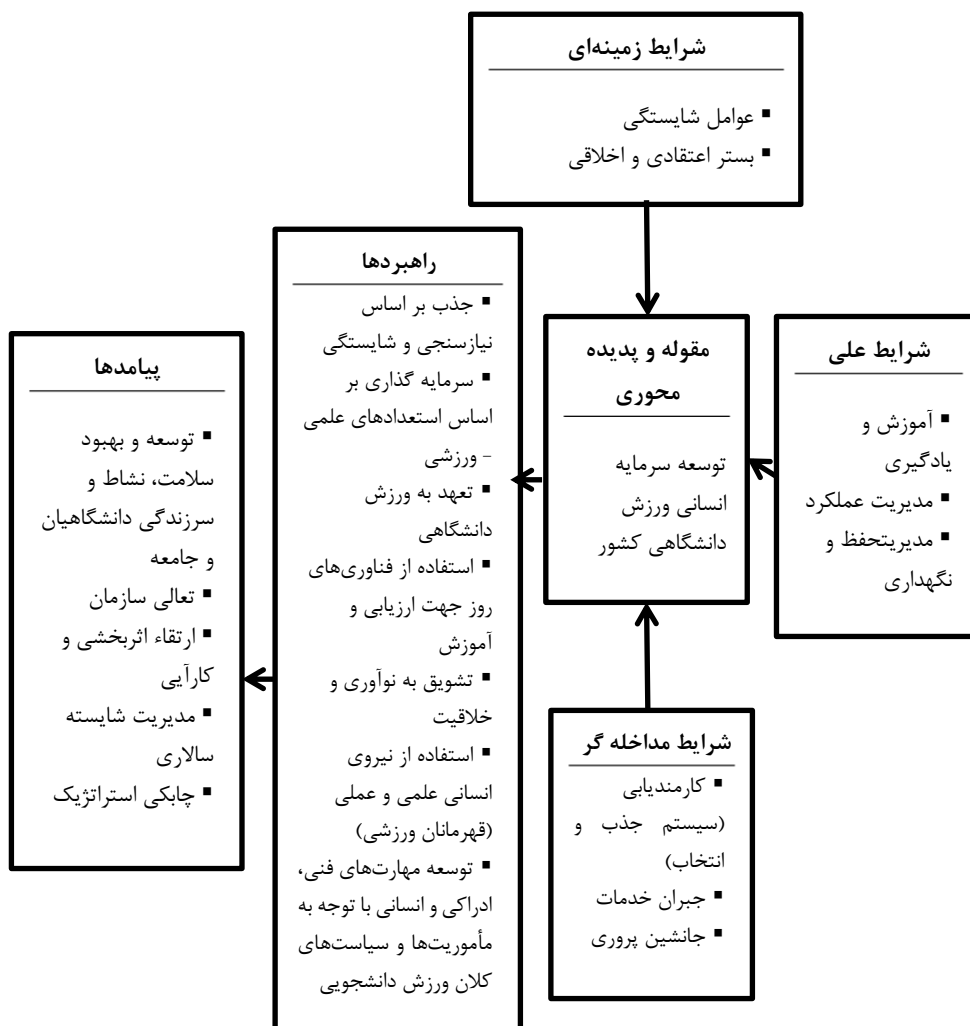 شرایط زمینه‌ای
▪ عوامل شایستگی
▪ بستر اعتقادی و اخلاقی
شرایط علی
▪ آموزش و
یادگیری
▪ مدیریت عملکرد
▪ مدیریتحفظ و
نگهداری
مقوله و پدیده
محوری
توسعه سرمایه
انسانی ورزش
دانشگاهی کشور
شرایط مداخله گر
▪ کارمندیابی
(سیستم جذب و
انتخاب)
▪ جبران خدمات
▪ جانشین پروری
راهبردها
▪ جذب بر اساس
نیازسنجی و شایستگی
▪ سرمایه گذاری بر
اساس استعدادهای علمی
- ورزشی
▪ تعهد به ورزش
دانشگاهی
▪ استفاده از فناوری‌های
روز جهت ارزیابی و
آموزش
▪ تشویق به نوآوری و
خلاقیت
▪ استفاده از نیروی
انسانی علمی و عملی
(قهرمانان ورزشی)
▪ توسعه مهارت‌های فنی،
ادراکی و انسانی با توجه به
مأموریت‌ها و سیاست‌های
کلان ورزش دانشجویی
پیامدها
▪ توسعه و بهبود
سلامت، نشاط و
سرزندگی دانشگاهیان
و جامعه
▪ تعالی سازمان
▪ ارتقاء اثربخشی و
کارآیی
▪ مدیریت شایسته
سالاری
▪ چابکی استراتژیک